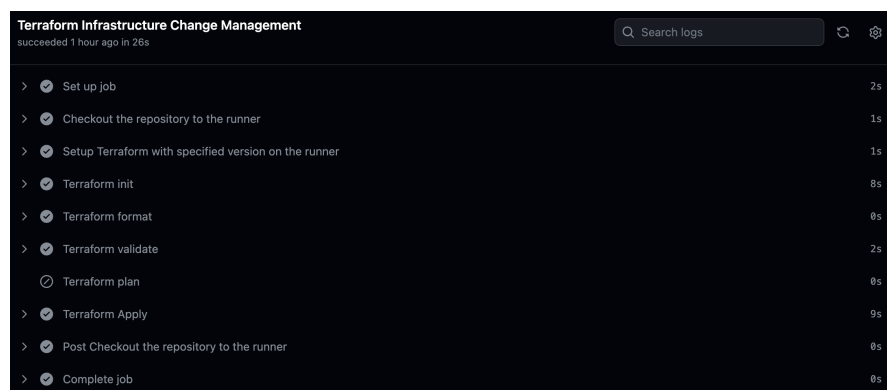 Terraform Infrastructure Change Management
succeeded 1 hour ago in 26s
Search logs
Set up job 2s
Checkout the repository to the runner 1s
Setup Terraform with specified version on the runner 1s
Terraform init 8s
Terraform format 0s
Terraform validate 2s
Terraform plan 0s
Terraform Apply 9s
Post Checkout the repository to the runner 0s
Complete job 0s